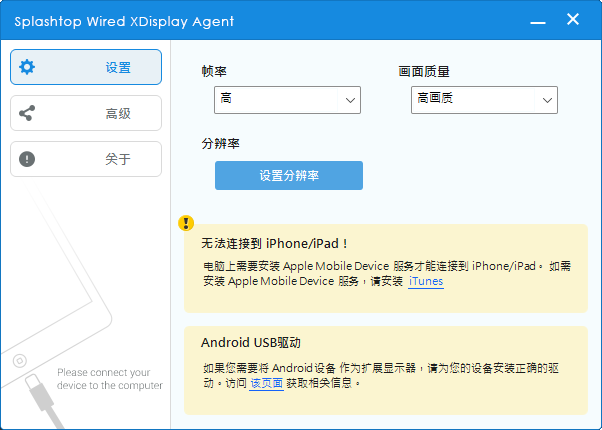 Splashtop Wired XDisplay Agent
设置
高级
关于
Please connect your
device to the computer
帧率
画面质量
高
高画质
分辨率
设置分辨率
无法连接到 iPhone/iPad！
电脑上需要安装 Apple Mobile Device 服务才能连接到 iPhone/iPad。 如需
安装 Apple Mobile Device 服务，请安装 iTunes
Android USB驱动
如果您需要将 Android设备 作为扩展显示器，请为您的设备安装正确的驱
动。访问 该页面 获取相关信息。